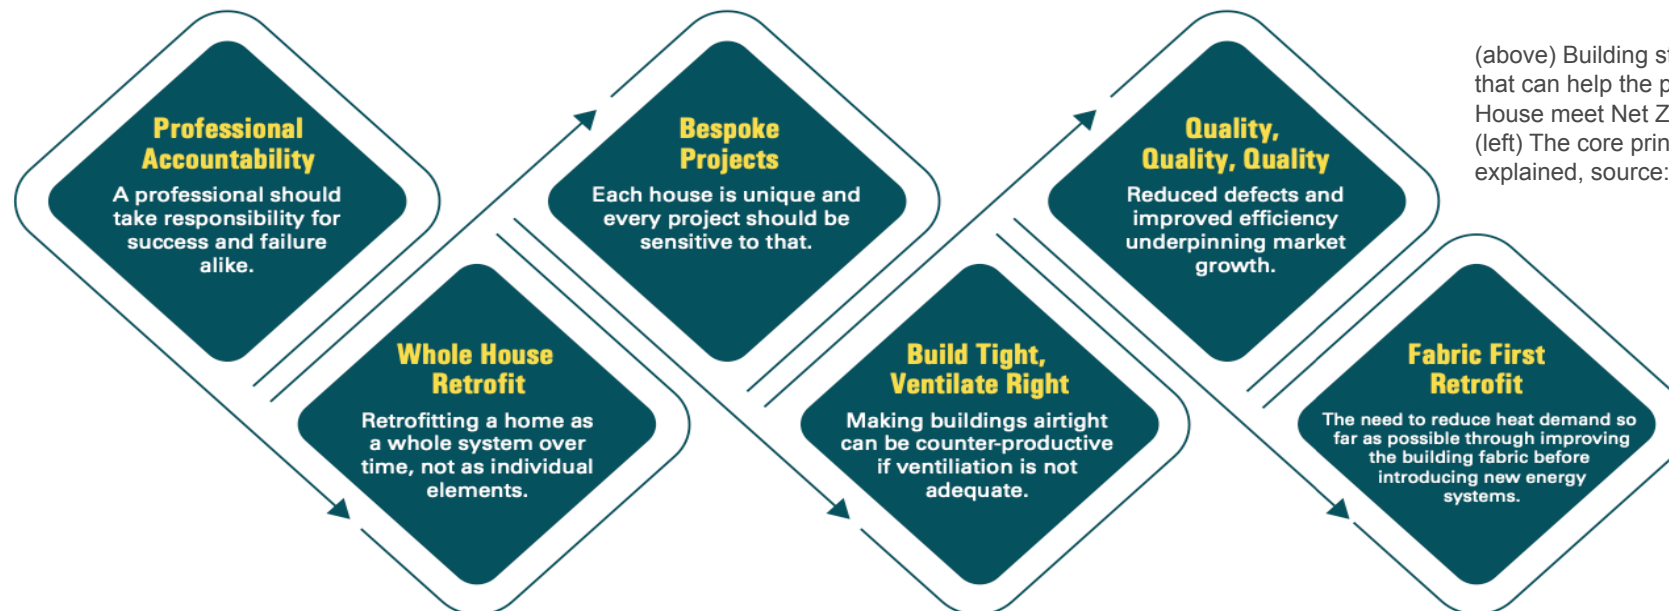 Professional
Accountability
A professional should
take responsibility for
success and failure
alike.
Whole House
Retrofit
Retrofitting a home as
a whole system over
time, not as individual
elements.
Bespoke
Projects
Each house is unique and
every project should be
sensitive to that.
Build Tight,
Ventilate Right
Making buildings airtight
can be counter-productive
if ventiliation is not
adequate.
Quality,
Quality, Quality
Reduced defects and
improved efficiency
underpinning market
growth.
Fabric First
Retrofit
The need to reduce heat demand so
far as possible through improving
the building fabric before
introducing new energy
systems.
(above) Building
that can help the
House meet Net
(left) The core
explained, source: